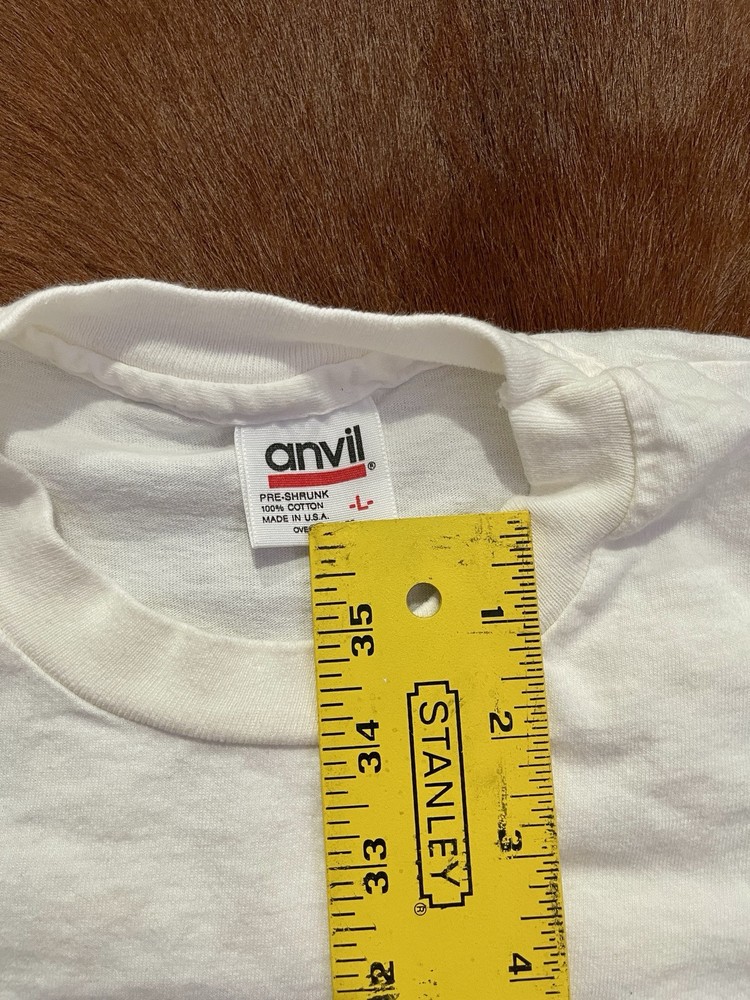 anvil®
PRE-SHRUNK
100% COTTON
-L-
MADE IN U.S.A.
1
35
2
34
STANLEY®
3
33
4